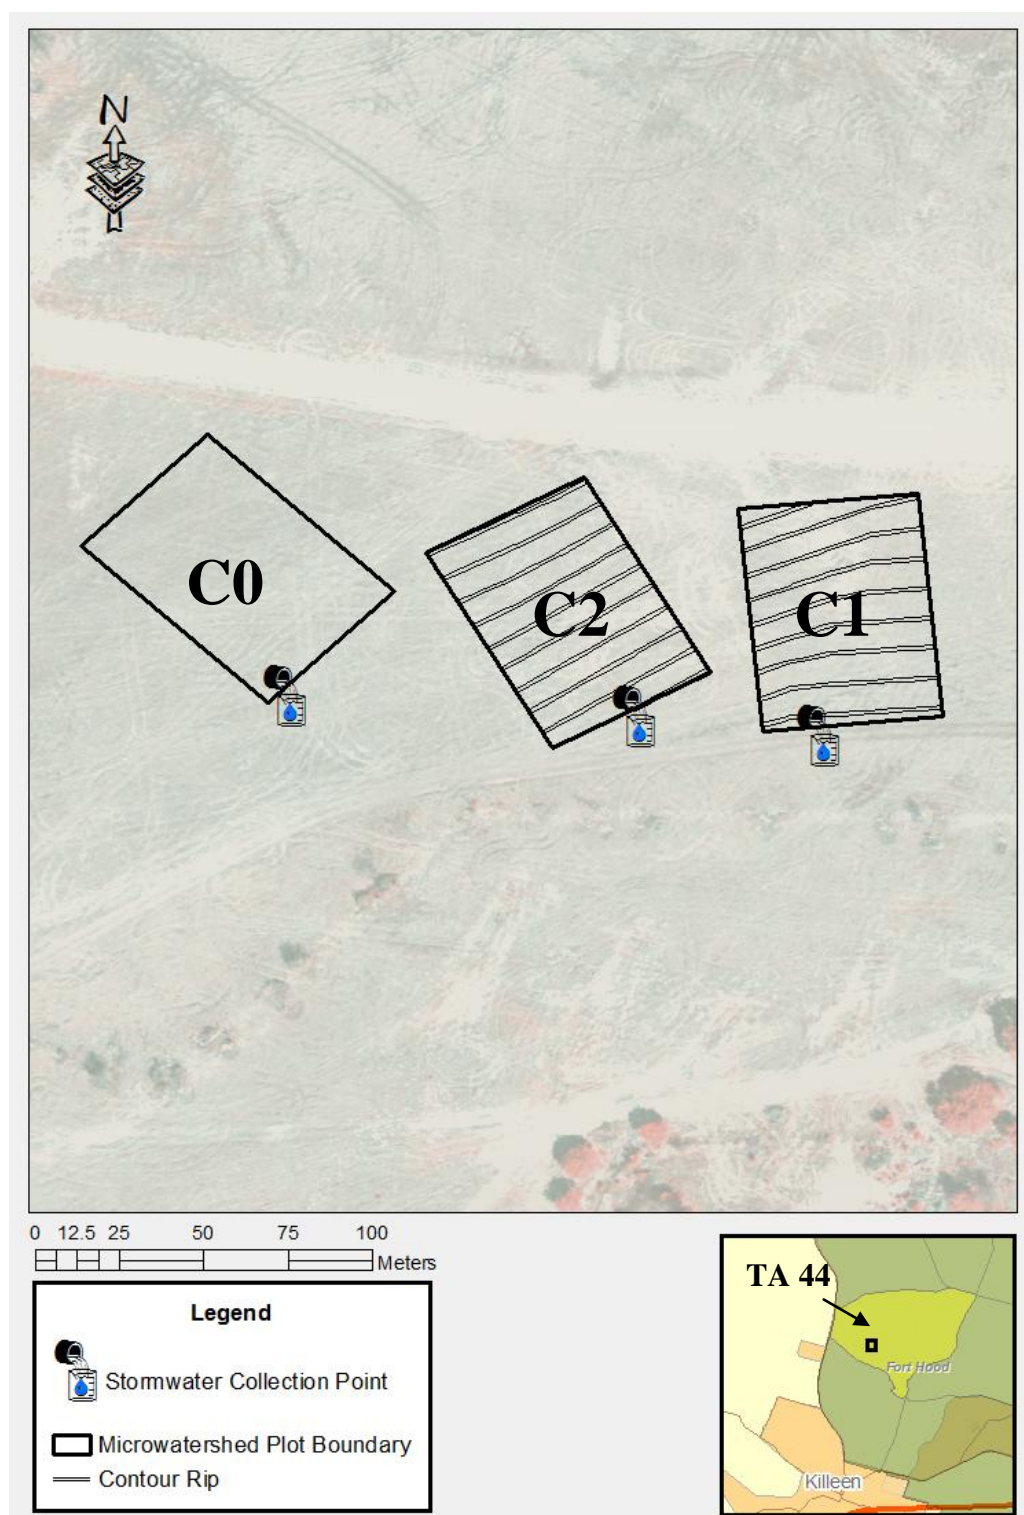 N
C0
C2
C1
0 12.5 25 50 75 100
Meters
Legend
Stormwater Collection Point
Microwatershed Plot Boundary
Contour Rip
TA 44
Fort Hood
Killeen